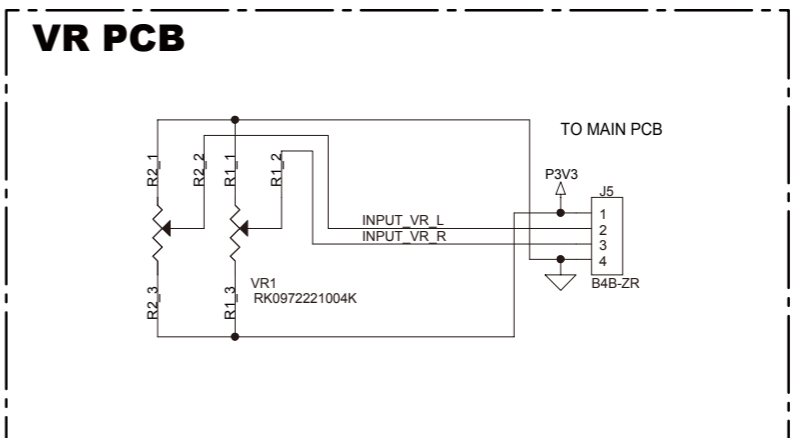 VR PCB
TO MAIN PCB
P3V3
J5
R2_1
R2_2
R1_1
R1_2
1
INPUT_VR_L
2
INPUT_VR_R
3
4
B4B-ZR
VR1
RK0972221004K
R2_3
R1_3